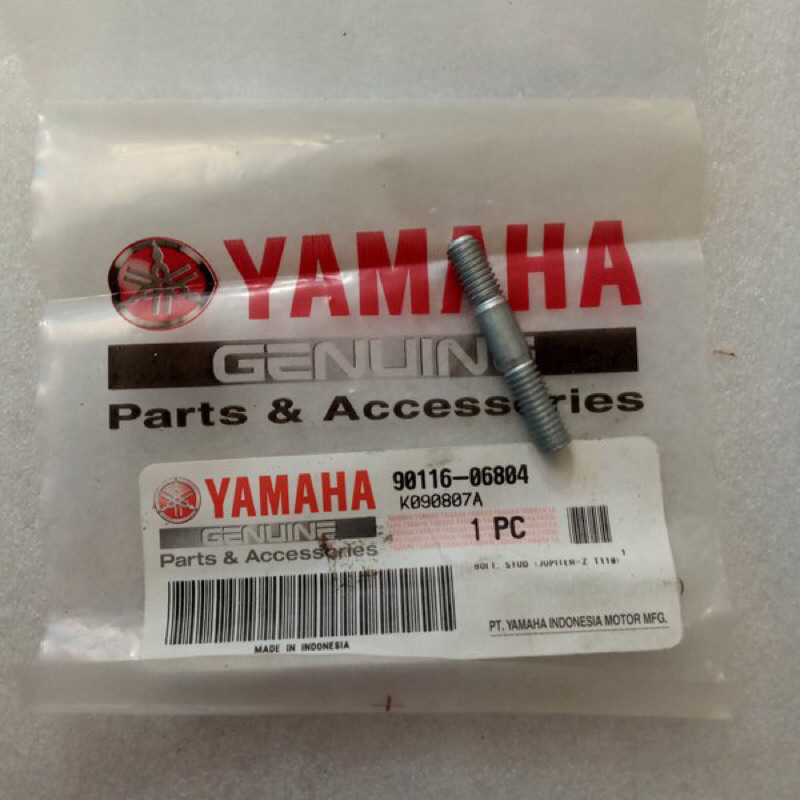 YAMAHA
GENUINE
Parts & Accessories
YAMAHA 90116-06804
K090807A
GENUINE
1 PC
Parts & Accessories
BOLT, STUD (JUPITER-Z T110)
PT. YAMAHA INDONESIA MOTOR MFG.
MADE IN INDONESIA